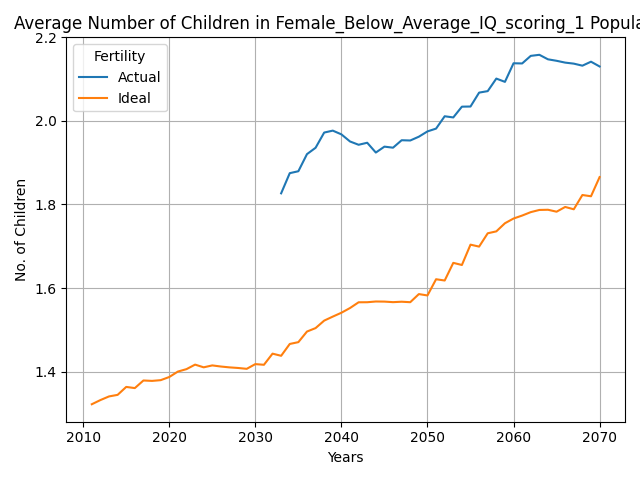 Average Number of Children in Female_Below_Average_IQ_scoring_1 Popula
Fertility
Actual
Ideal
2.2
2.0
1.8
1.6
1.4
No. of Children
2010 2020 2030 2040 2050 2060 2070
Years